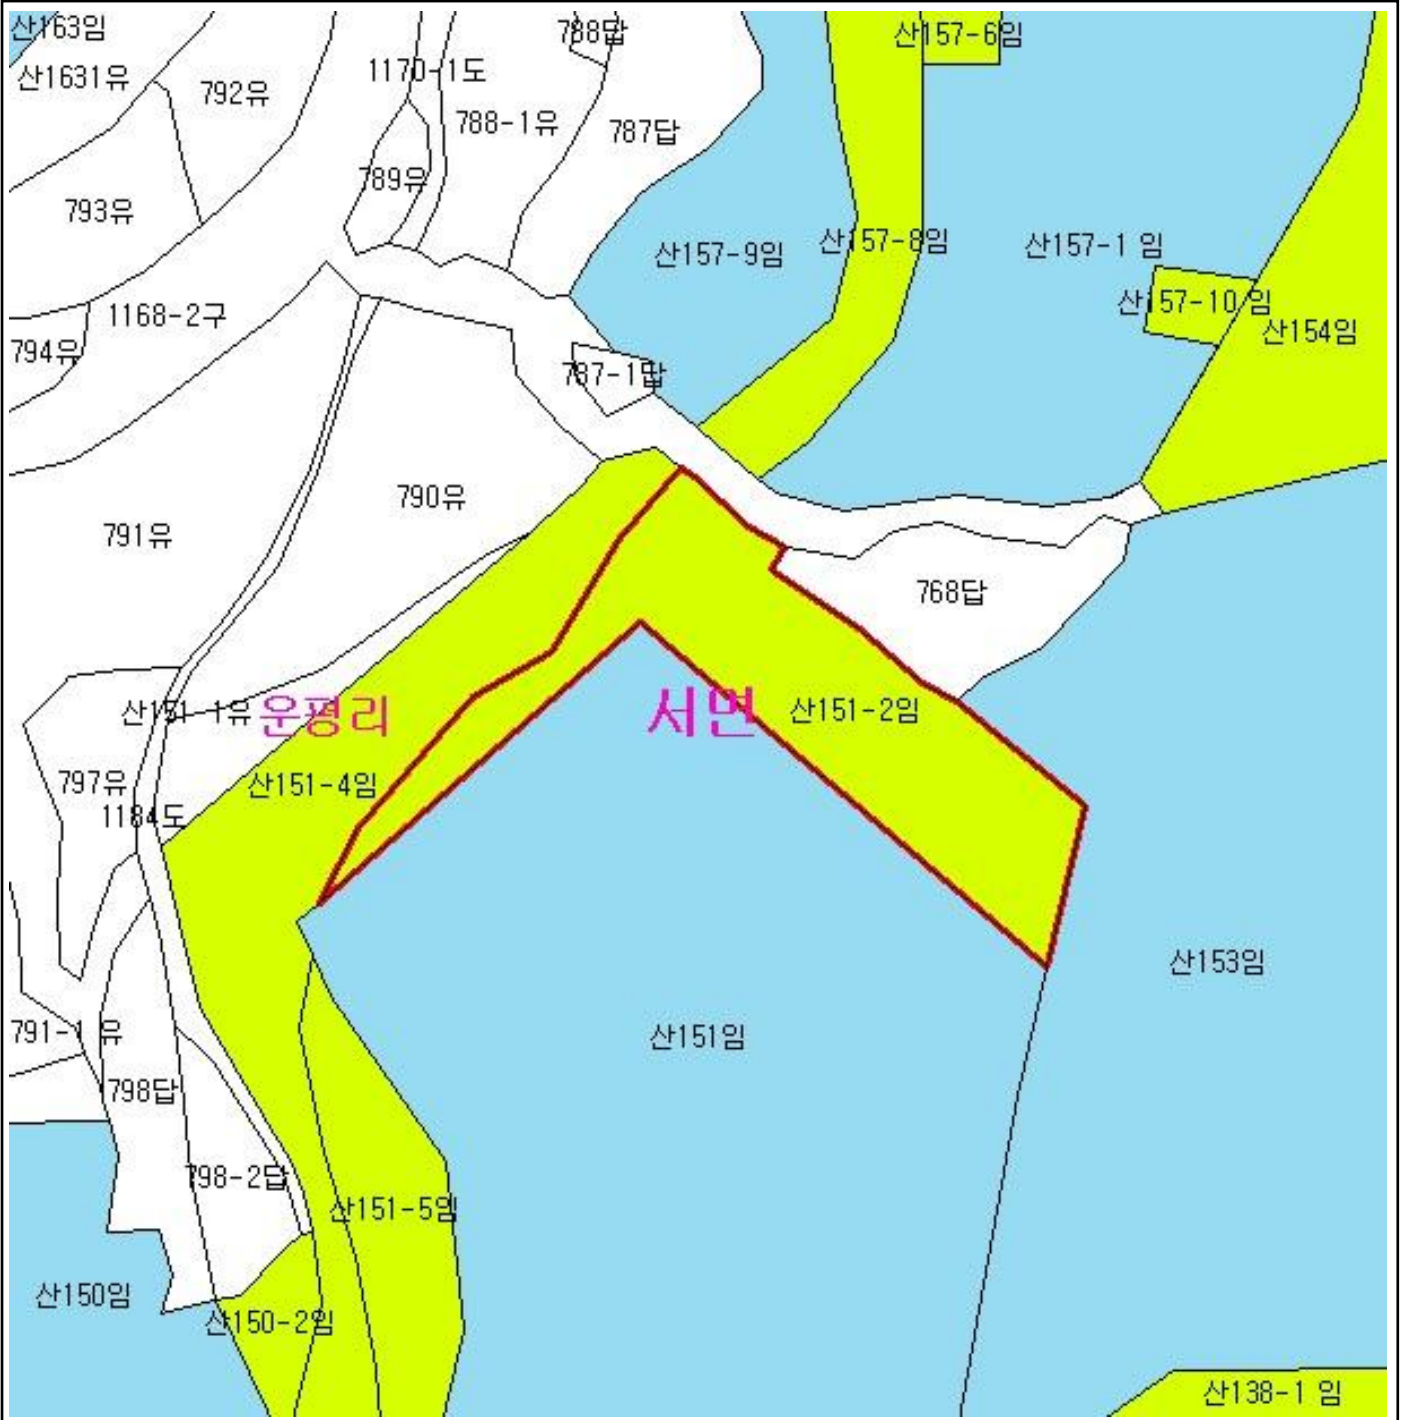 산163임
788답
산157-6임
산1631유
1170-1도
792유
788-1유
787답
789유
793유
산157-9임
산157-8임
산157-1 임
산157-10 임
1168-2구
794유
산154임
787-1답
790유
791유
768답
산151-1유
운평리
서면
산151-2임
797유
산151-4임
1184도
산153임
791-1 유
산151임
798답
798-2답
산151-5임
산150임
산150-2임
산138-1 임